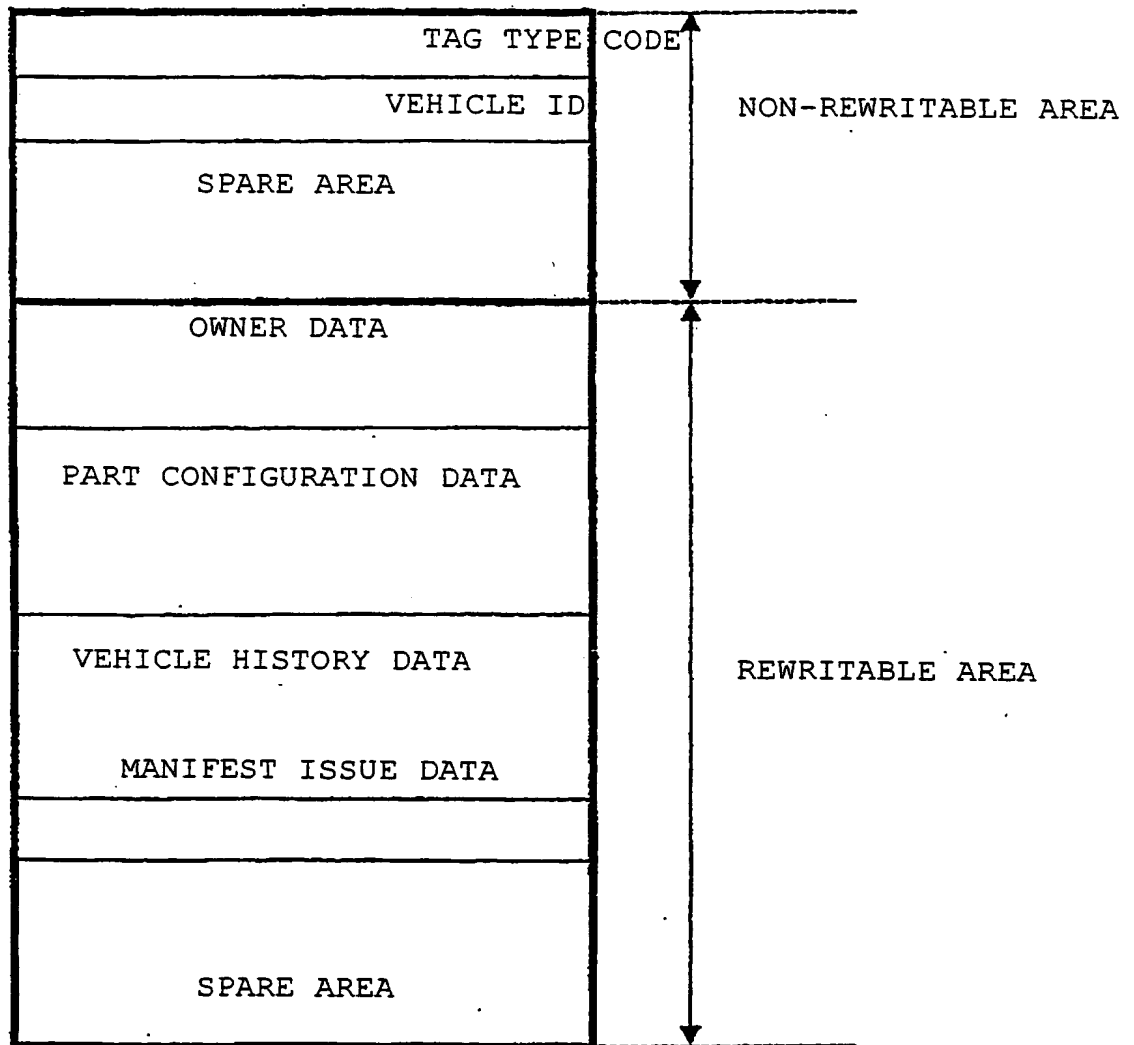 TAG TYPE CODE
VEHICLE ID
NON-REWRITABLE AREA
SPARE AREA
OWNER DATA
PART CONFIGURATION DATA
VEHICLE HISTORY DATA
REWRITABLE AREA
MANIFEST ISSUE DATA
SPARE AREA